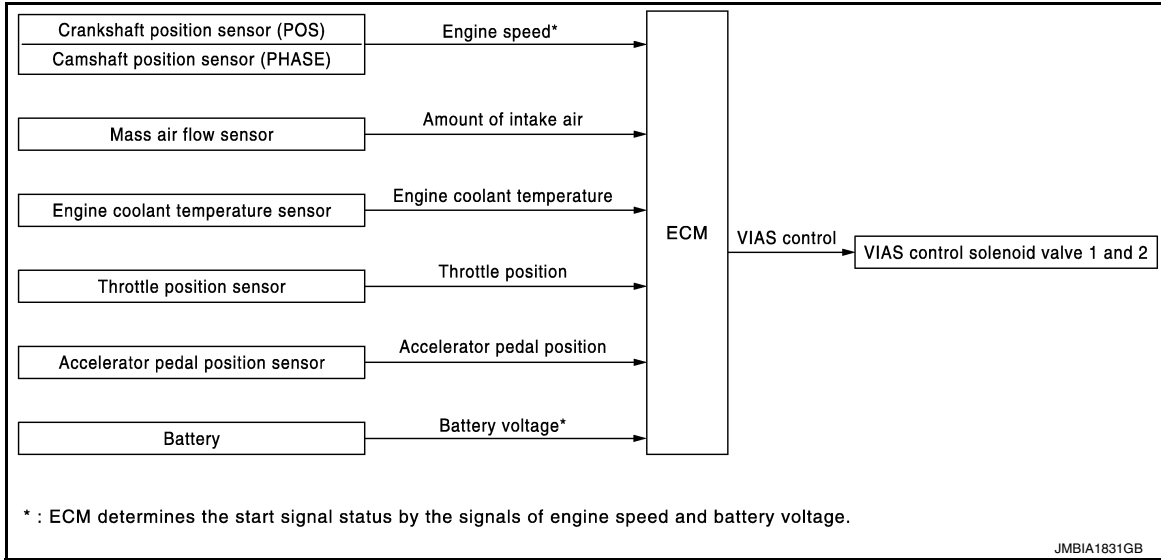 Crankshaft position sensor (POS)
Engine speed*
Camshaft position sensor (PHASE)
Mass air flow sensor
Amount of intake air
Engine coolant temperature sensor
Engine coolant temperature
Throttle position sensor
Throttle position
Accelerator pedal position sensor
Accelerator pedal position
Battery
Battery voltage*
ECM
VIAS control
VIAS control solenoid valve 1 and 2
* : ECM determines the start signal status by the signals of engine speed and battery voltage.
JMBIA1831GB